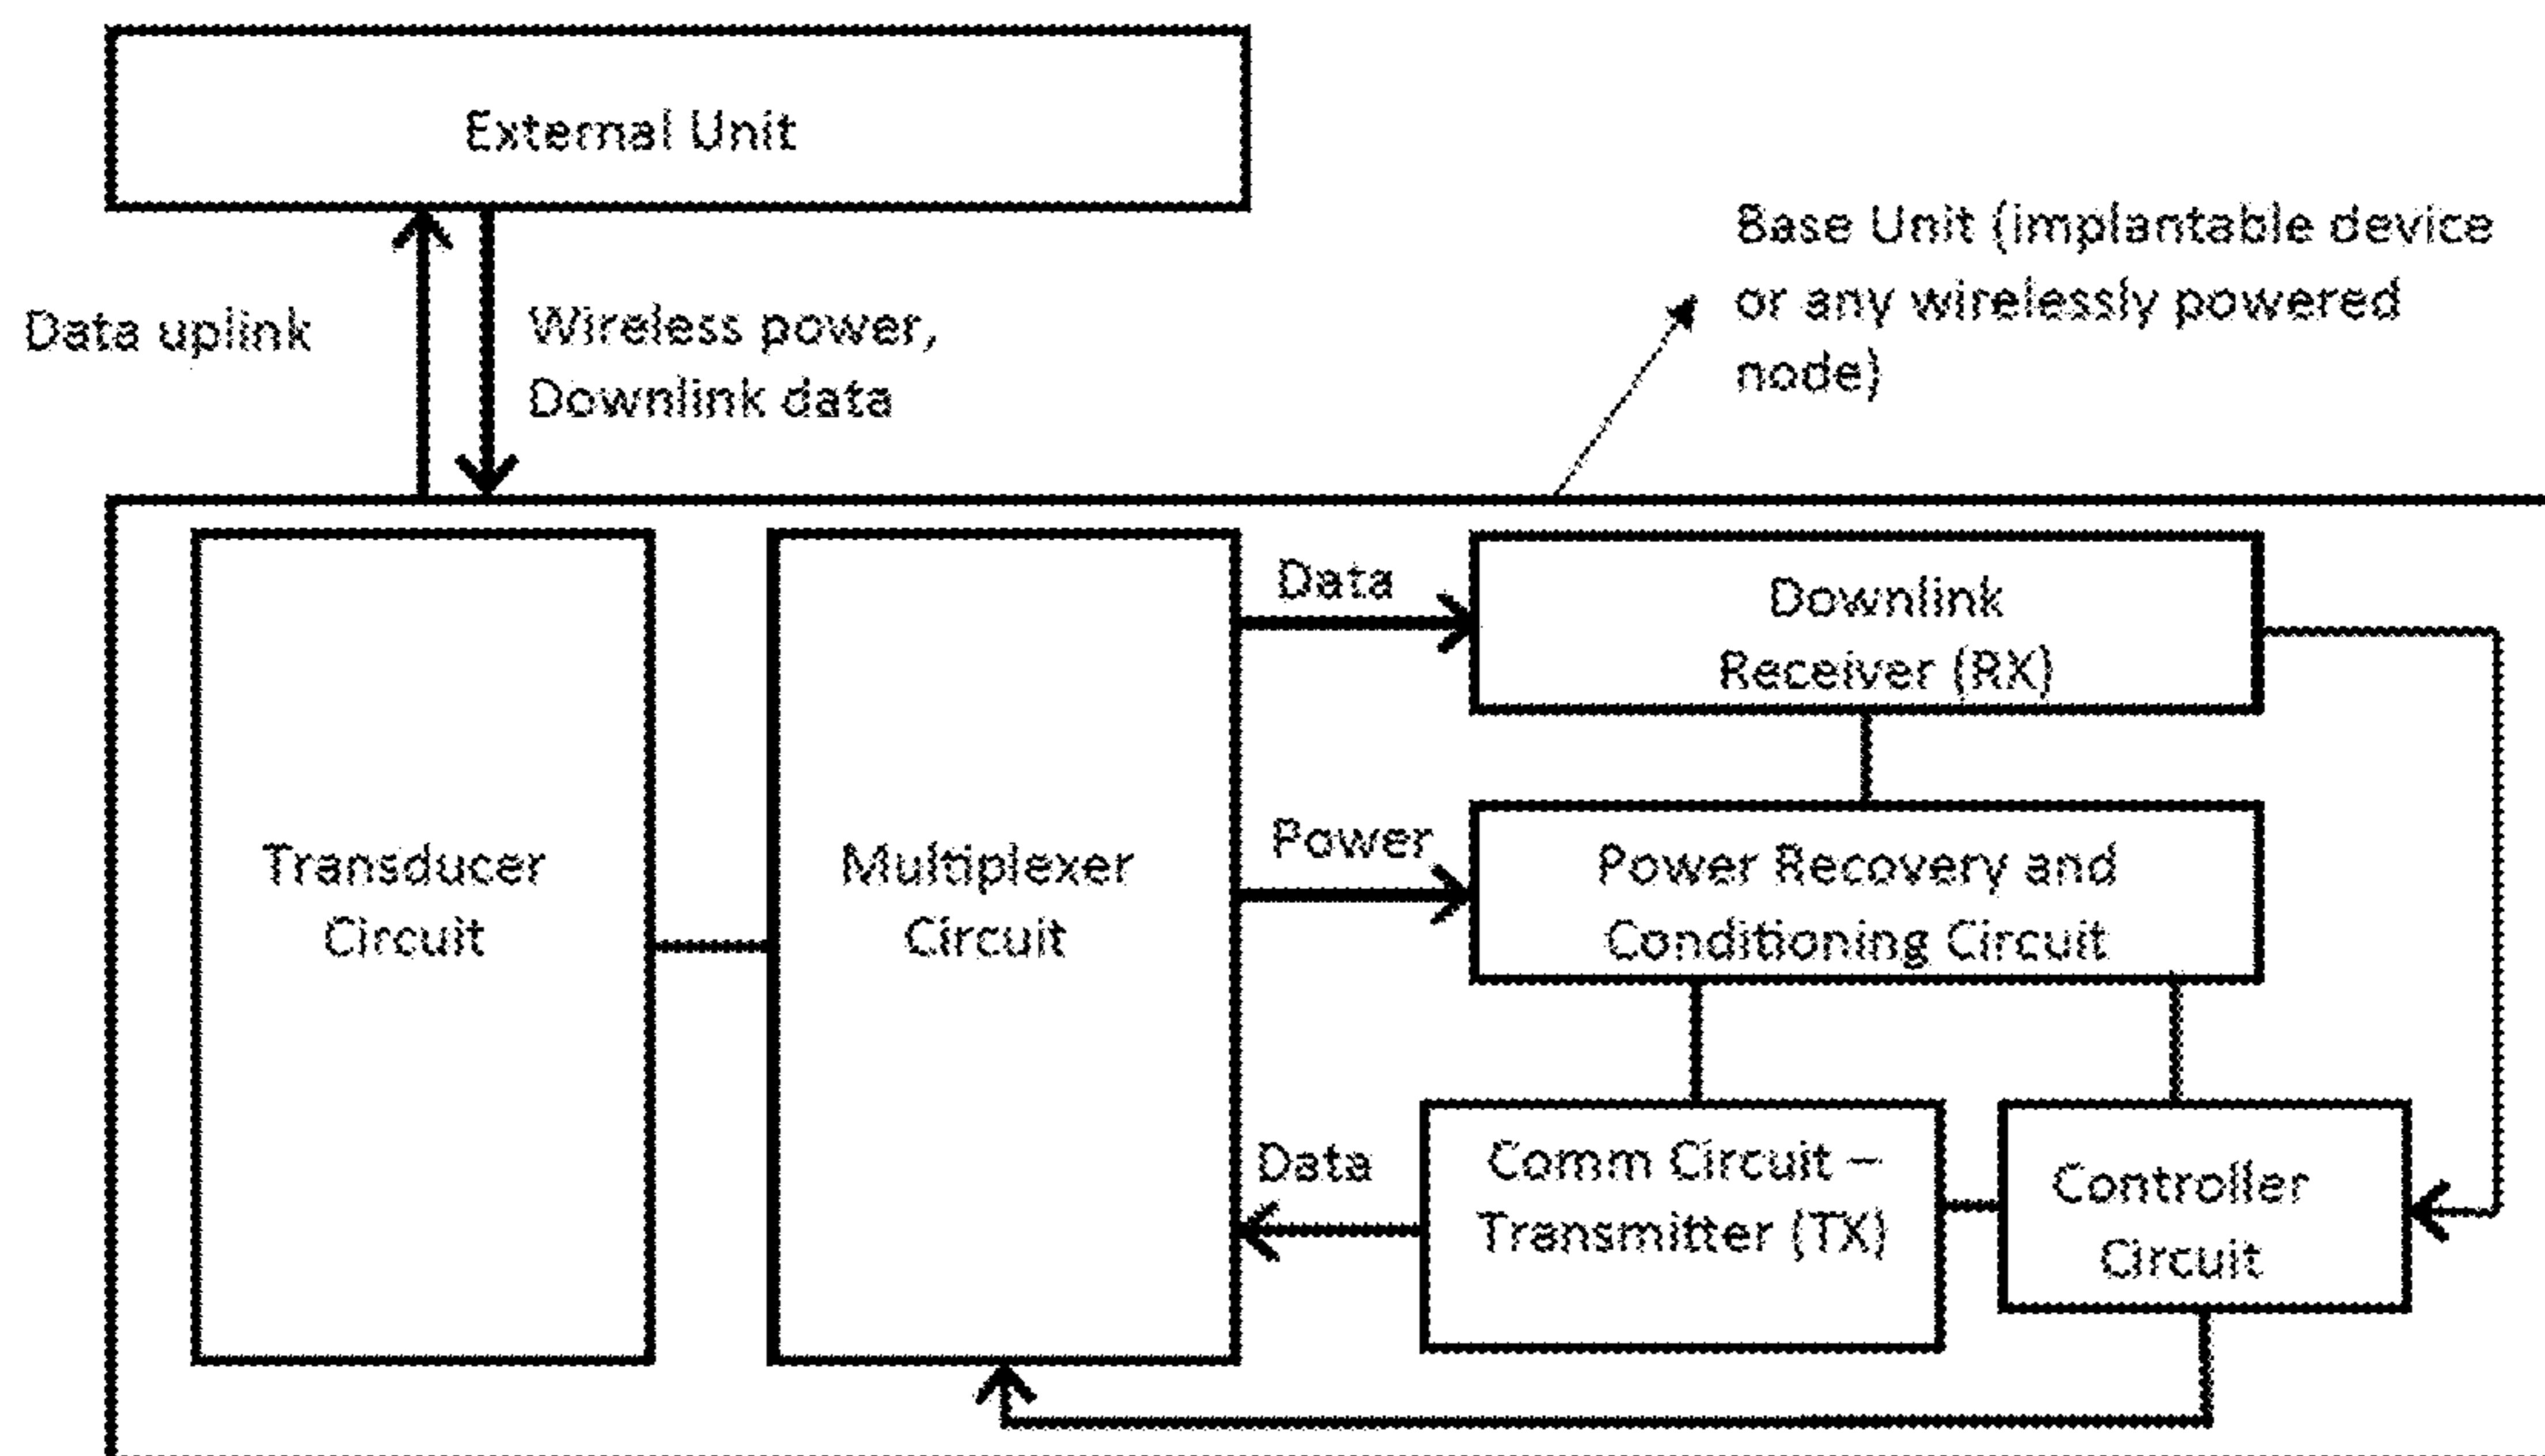 External Unit
Data uplink
Wireless power,
Downlink data
Base Unit (implantable device
or any wirelessly powered
node)
Transducer
Circuit
Multiplexer
Circuit
Data
Downlink
Receiver (RX)
Power
Power Recovery and
Conditioning Circuit
Data
Comm Circuit –
Transmitter (TX)
Controller
Circuit